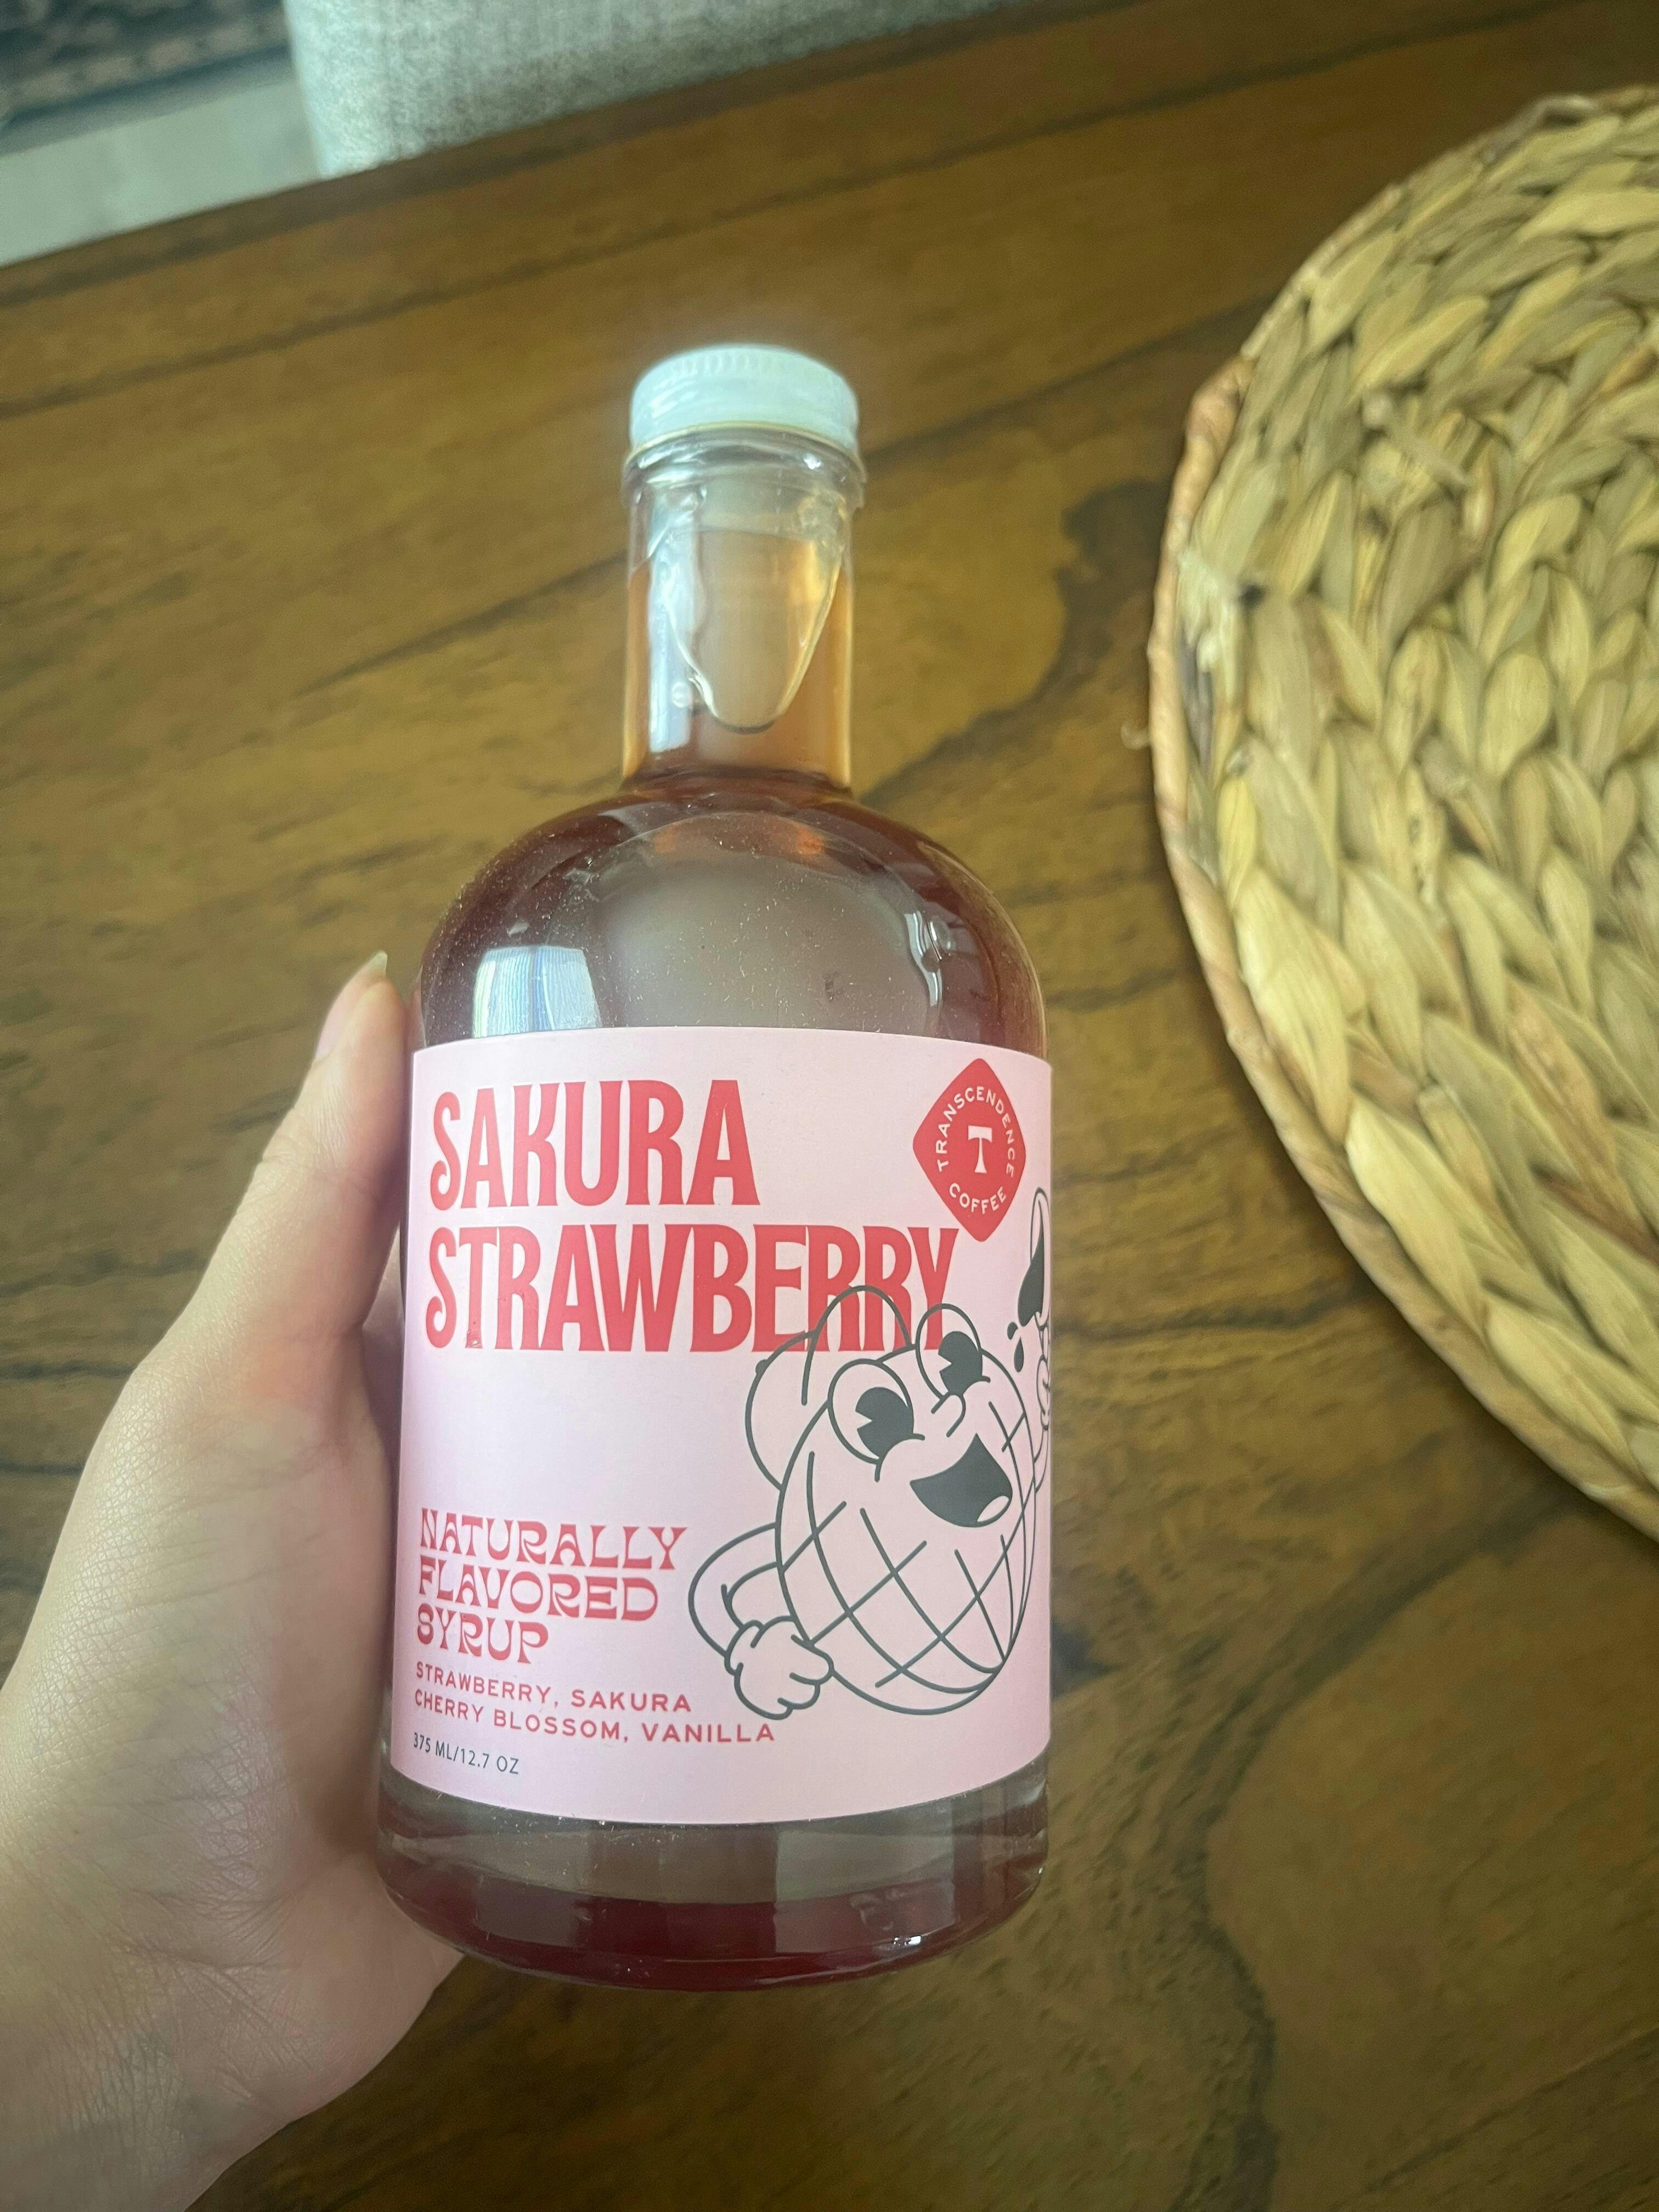 SAKURA
STRAWBERRY
TRANSCENDENCE
T
COFFEE
NATURALLY
FLAVORED
SYRUP
STRAWBERRY, SAKURA
CHERRY BLOSSOM, VANILLA
375 ML/12.7 OZ